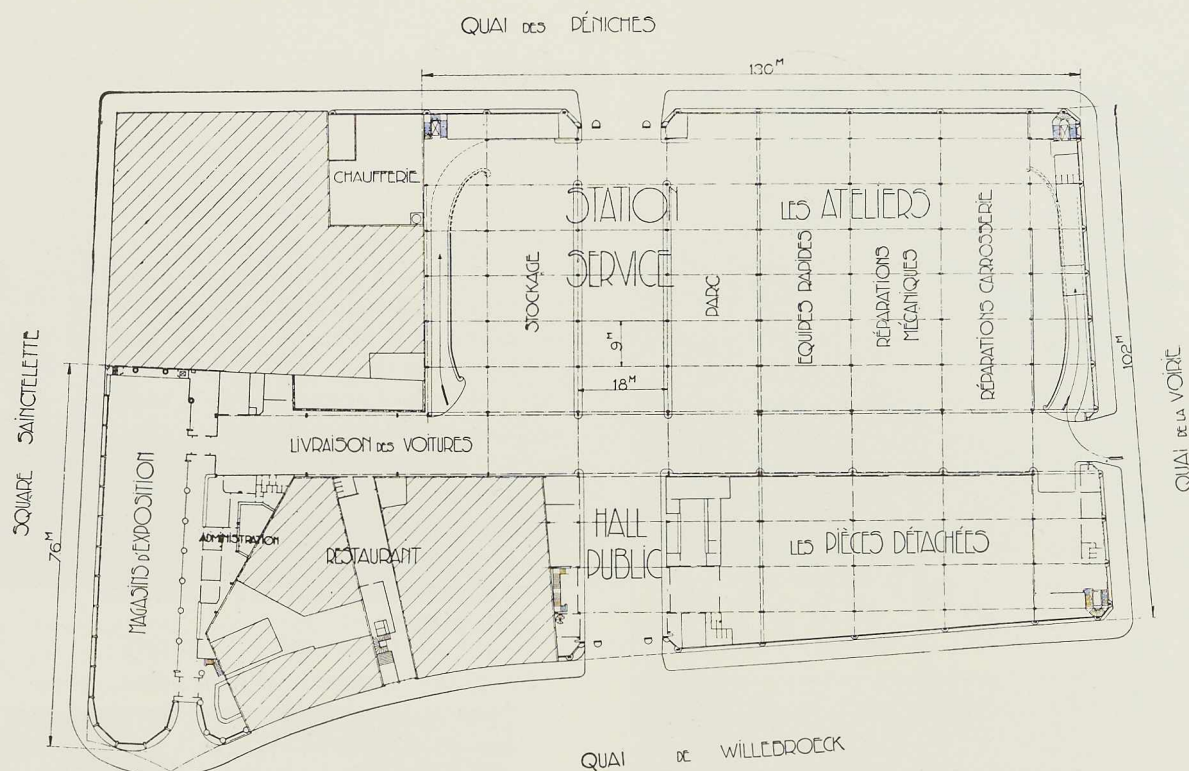 QUAI DES PÉNICHES
130M
CHAUFFERIE
STATION
SERVICE
LES ATELIERS
STOCKAGE
PARC
EQUIPES RAPIDES
RÉPARATIONS
MÉCANIQUES
RÉPARATIONS CARROSSERIE
9M
18M
102M
QUAI DE LA VOIRIE
SQUARE SAINCTELETTE
76M
LIVRAISON DES VOITURES
MAGASINS D'EXPOSITION
ADMINISTRATION
RESTAURANT
HALL
PUBLIC
LES PIÈCES DÉTACHÉES
QUAI DE WILLEBROECK